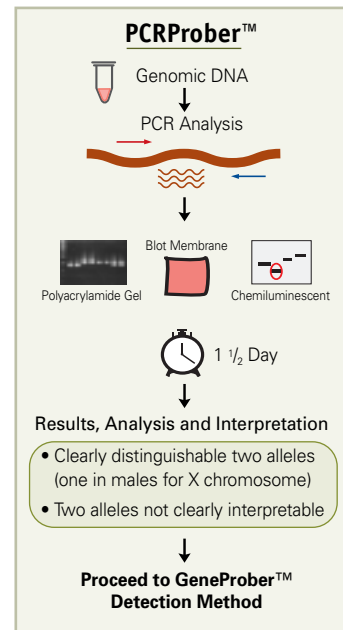 PCRProber™
Genomic DNA
PCR Analysis
Blot Membrane
Polyacrylamide Gel
Chemiluminescent
1 1/2 Day
Results, Analysis and Interpretation
• Clearly distinguishable two alleles
(one in males for X chromosome)
• Two alleles not clearly interpretable
Proceed to GeneProber™
Detection Method